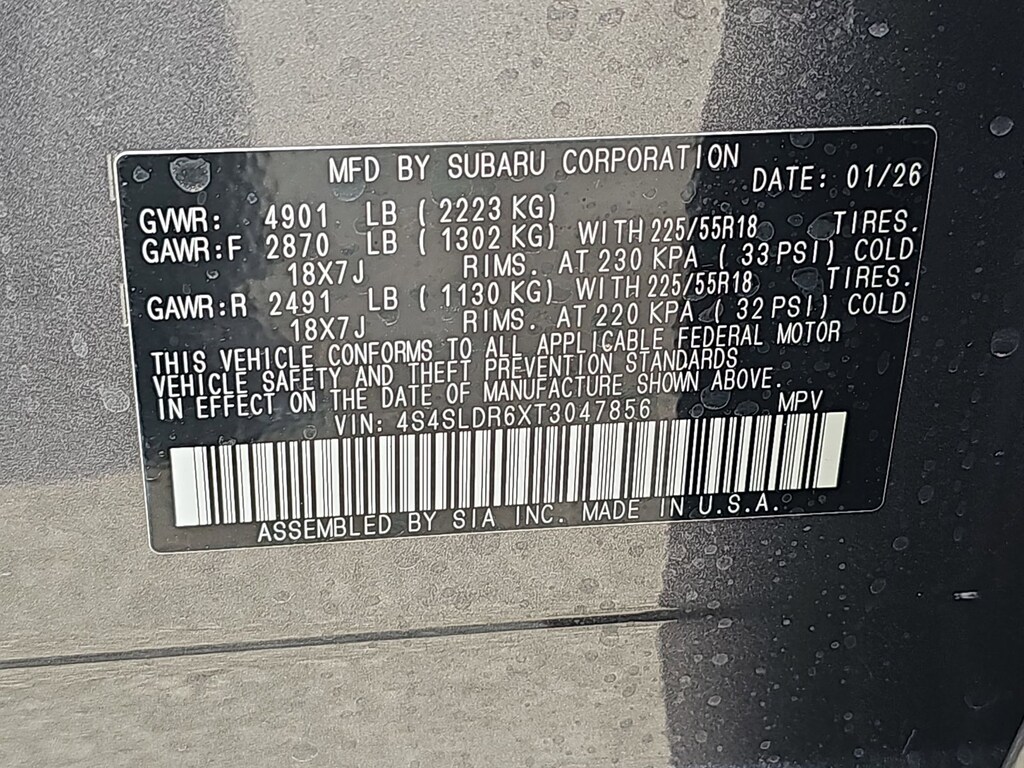 MFD BY SUBARU CORPORATION
DATE: 01/26
GVWR: 4901 LB ( 2223 KG)
GAWR:F 2870 LB ( 1302 KG) WITH 225/55R18 TIRES.
18X7J RIMS. AT 230 KPA ( 33 PSI) COLD
GAWR:R 2491 LB ( 1130 KG) WITH 225/55R18 TIRES.
18X7J RIMS. AT 220 KPA ( 32 PSI) COLD
THIS VEHICLE CONFORMS TO ALL APPLICABLE FEDERAL MOTOR
VEHICLE SAFETY AND THEFT PREVENTION STANDARDS
IN EFFECT ON THE DATE OF MANUFACTURE SHOWN ABOVE.
VIN: 4S4SLDR6XT3047856 MPV
ASSEMBLED BY SIA INC. MADE IN U.S.A.